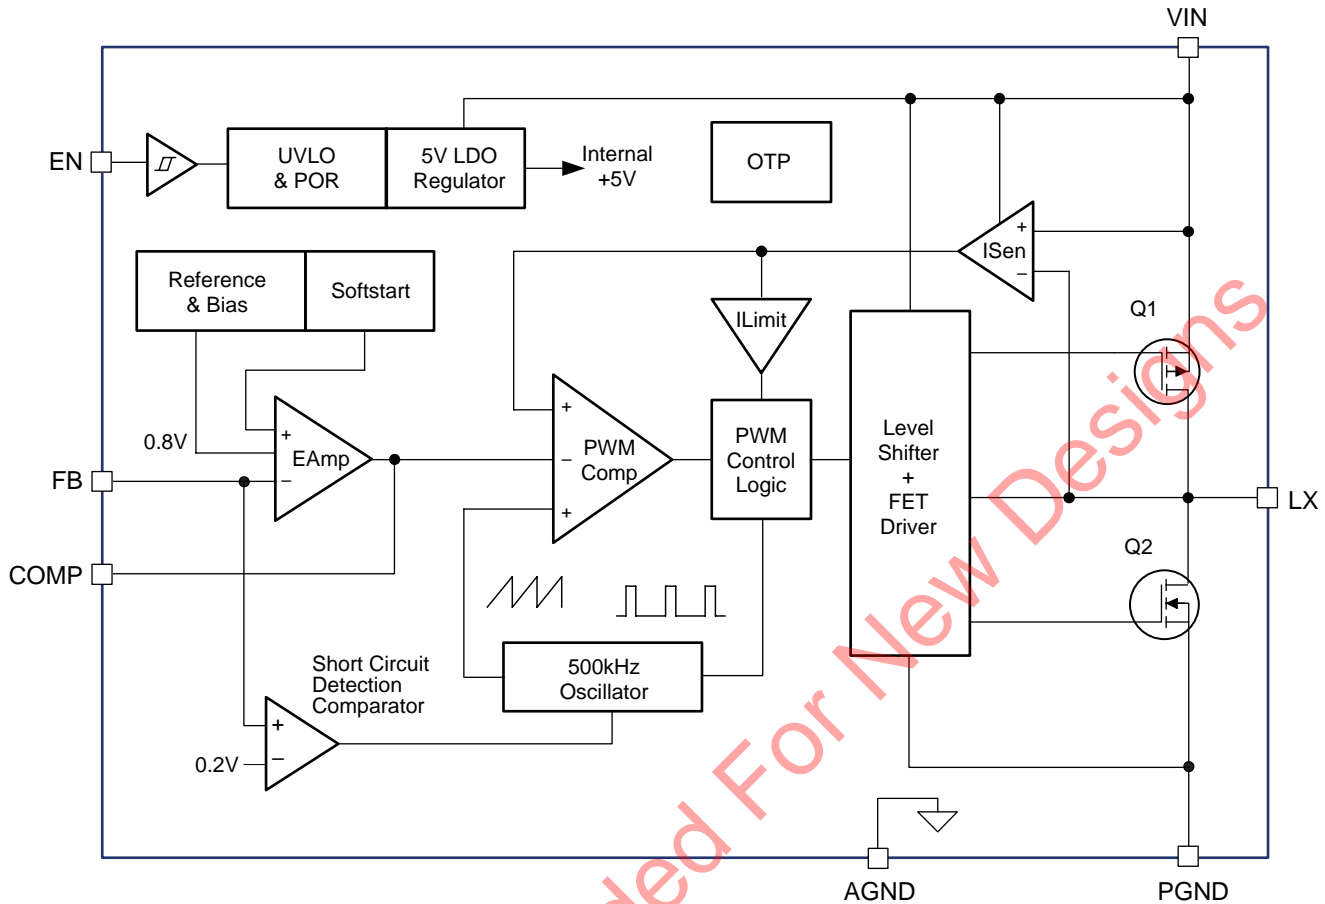 VIN
EN
UVLO
& POR
5V LDO
Regulator
Internal
+5V
OTP
Reference
& Bias
Softstart
+
ISen
−
ILimit
Q1
0.8V
+
EAmp
−
FB
COMP
+
−
PWM
Comp
+
PWM
Control
Logic
Level
Shifter
+
FET
Driver
LX
Q2
500kHz
Oscillator
Short Circuit
Detection
Comparator
+
−
0.2V
AGND
PGND
ded For New Designs